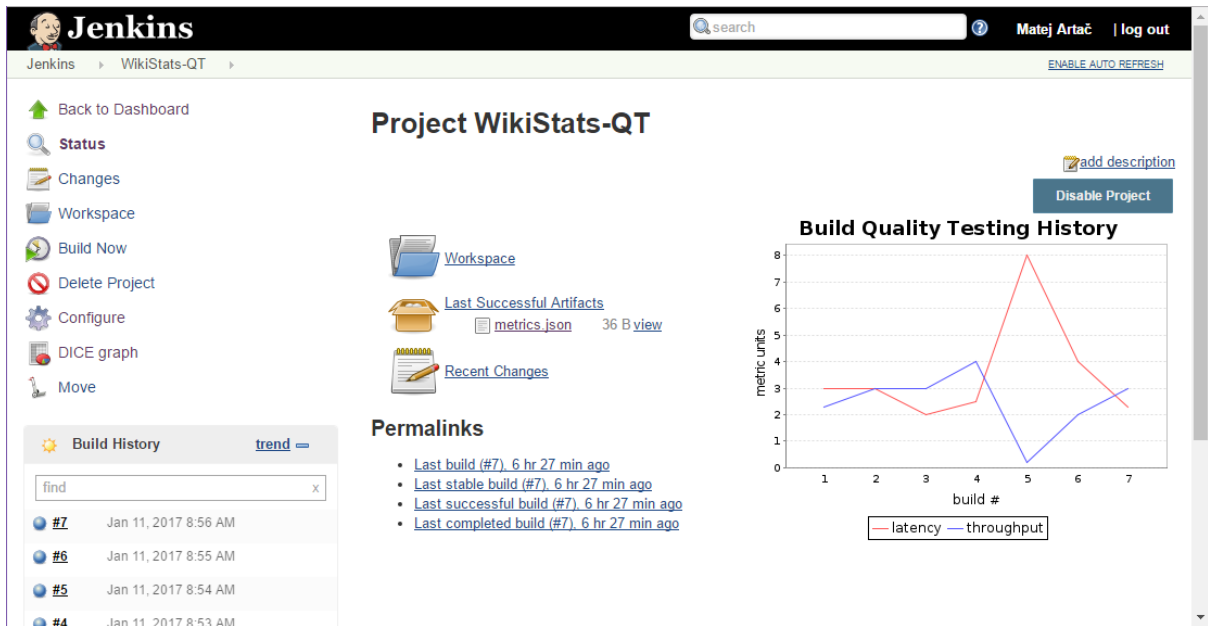 Jenkins
search
Matej Artač | log out
Jenkins WikiStats-QT
ENABLE AUTO REFRESH
Back to Dashboard
Status
Changes
Workspace
Build Now
Delete Project
Configure
DICE graph
Move
Build History trend
find x
#7 Jan 11, 2017 8:56 AM
#6 Jan 11, 2017 8:55 AM
#5 Jan 11, 2017 8:54 AM
#4 Jan 11, 2017 8:53 AM
Project WikiStats-QT
add description
Disable Project
Workspace
Last Successful Artifacts
metrics.json 36 B view
Recent Changes
Permalinks
Last build (#7), 6 hr 27 min ago
Last stable build (#7), 6 hr 27 min ago
Last successful build (#7), 6 hr 27 min ago
Last completed build (#7), 6 hr 27 min ago
Build Quality Testing History
metric units
8
7
6
5
4
3
2
1
0
1 2 3 4 5 6 7
build #
latency throughput